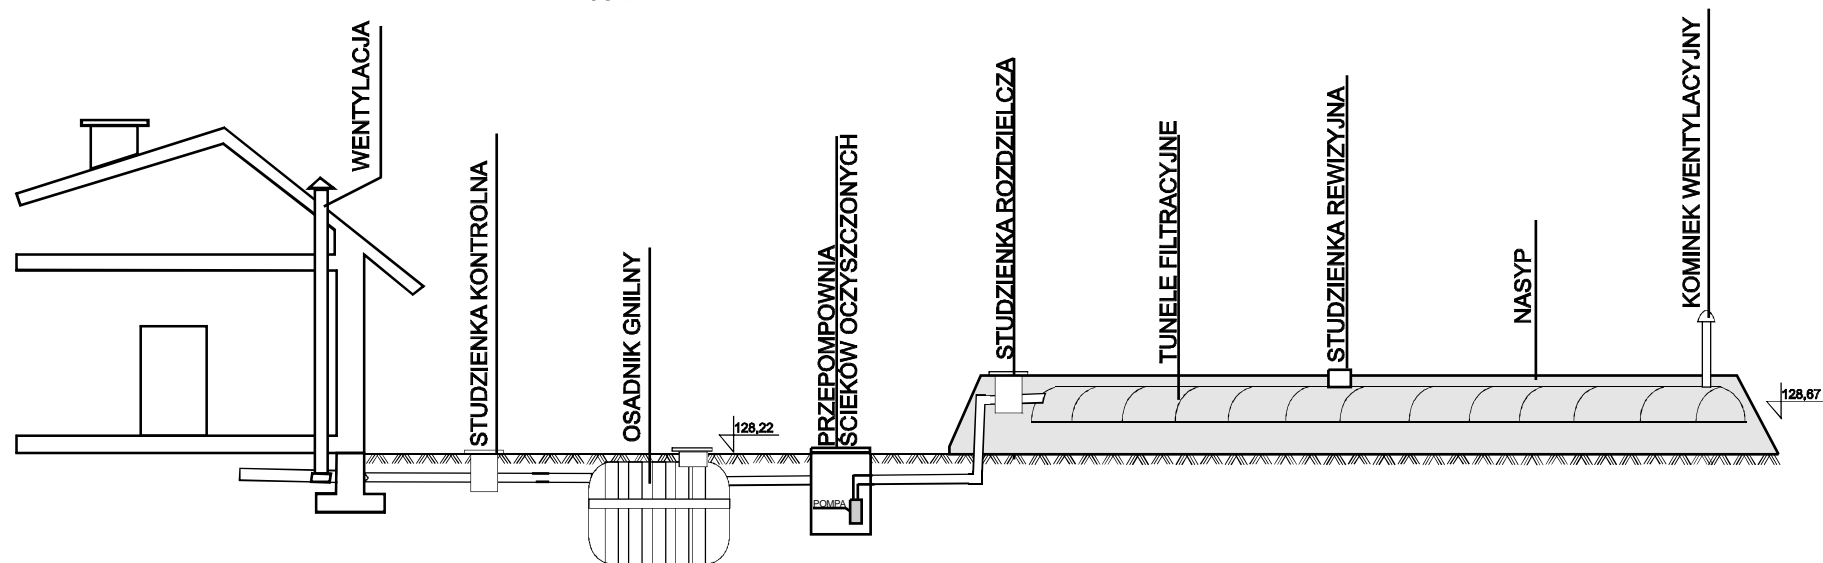 WENTYLACJA
STUDZIENKA KONTROLNA
OSADNIK GNILNY
128,22
PRZEPOMPOWNIA
ŚCIEKÓW OCZYSZCZONYCH
POMPA
STUDZIENKA ROZDZIELCZA
TUNELE FILTRACYJNE
STUDZIENKA REWIZYJNA
NASYP
KOMINEK WENTYLACYJNY
128,67